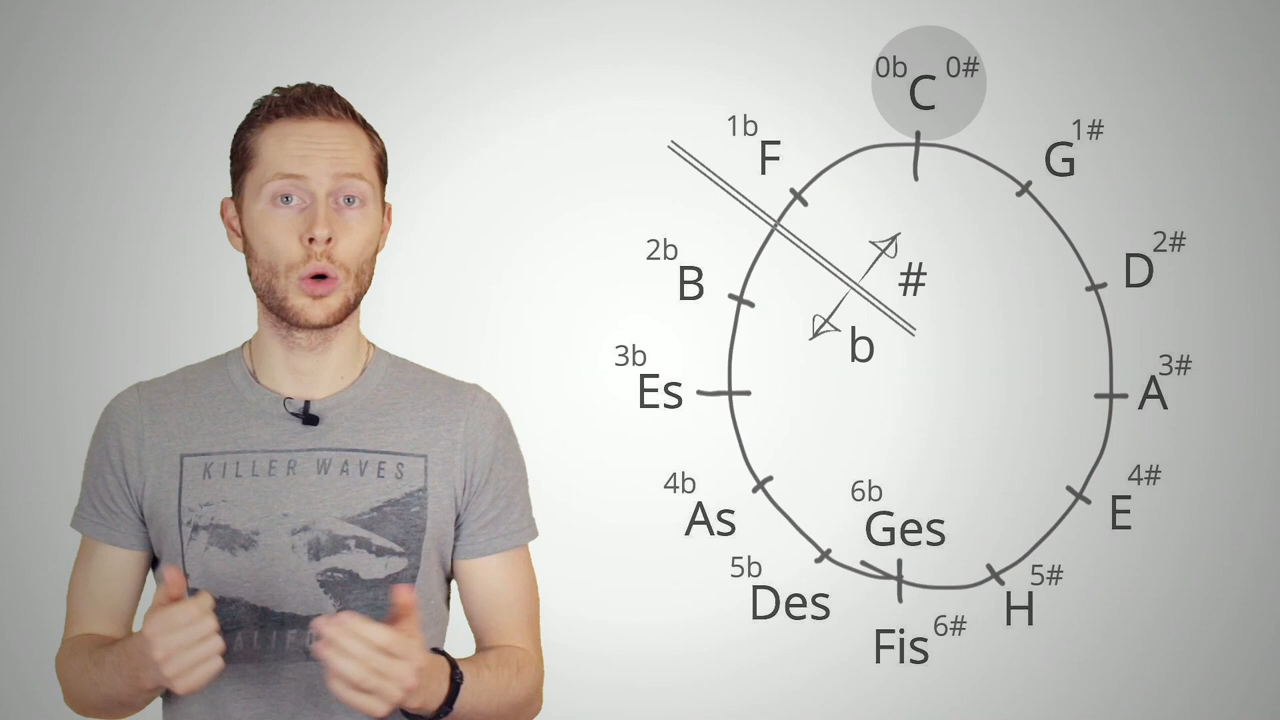 0b C 0#
1b F
G 1#
2b B
D 2#
#
b
3b Es
A 3#
4b As
E 4#
6b Ges
5b Des
H 5#
Fis 6#
KILLER WAVES